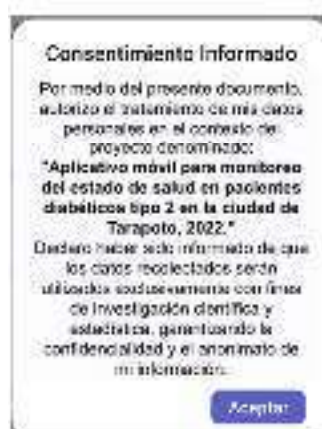 Consentimiento Informado
Por medio del presente documento,
autorizo el tratamiento de mis datos
personales en el contexto del
proyecto denominado:
"Aplicativo móvil para monitoreo
del estado de salud en pacientes
diabéticos tipo 2 en la ciudad de
Tarapoto, 2022."
Declaro haber sido informado de que
los datos recolectados serán
utilizados exclusivamente con fines
de investigación científica y
estadística, garantizando la
confidencialidad y el anonimato de
mi información.
Aceptar